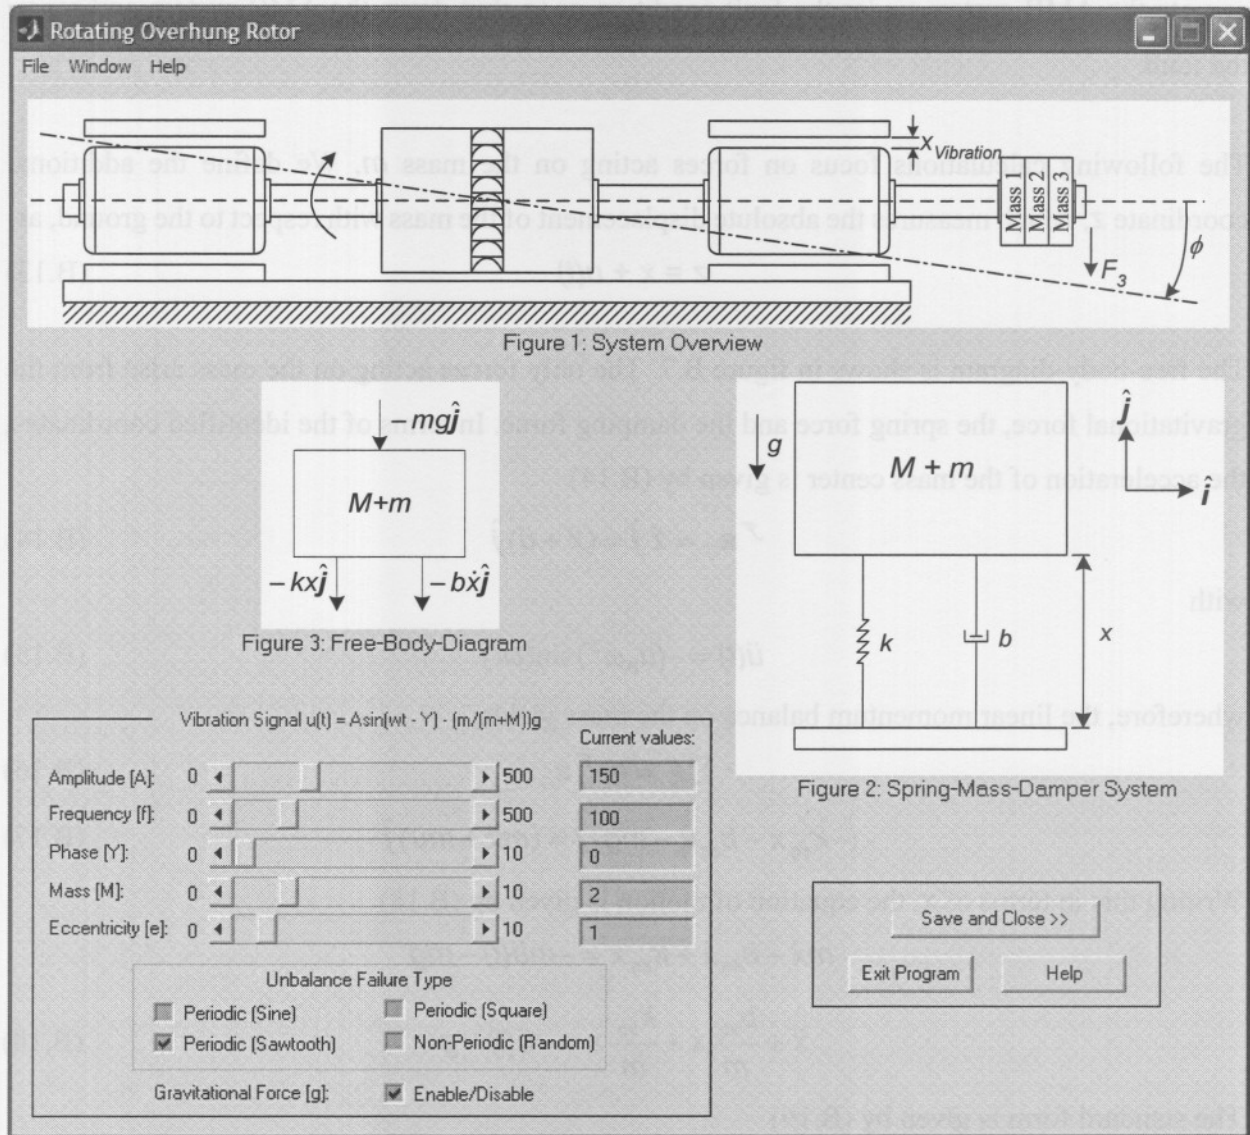 Rotating Overhung Rotor
File Window Help
x Vibration
Mass 1
Mass 2
Mass 3
F3
ϕ
Figure 1: System Overview
−mgĵ
M+m
−kxĵ
−bẋĵ
Figure 3: Free-Body-Diagram
g
M + m
ĵ
î
k
b
x
Figure 2: Spring-Mass-Damper System
Vibration Signal u(t) = Asin(wt - Y) - (m/(m+M))g
Current values:
Amplitude [A]: 0 500 150
Frequency [f]: 0 500 100
Phase [Y]: 0 10 0
Mass [M]: 0 10 2
Eccentricity [e]: 0 10 1
Unbalance Failure Type
Periodic (Sine)
Periodic (Square)
Periodic (Sawtooth)
Non-Periodic (Random)
Gravitational Force [g]: Enable/Disable
Save and Close >>
Exit Program
Help